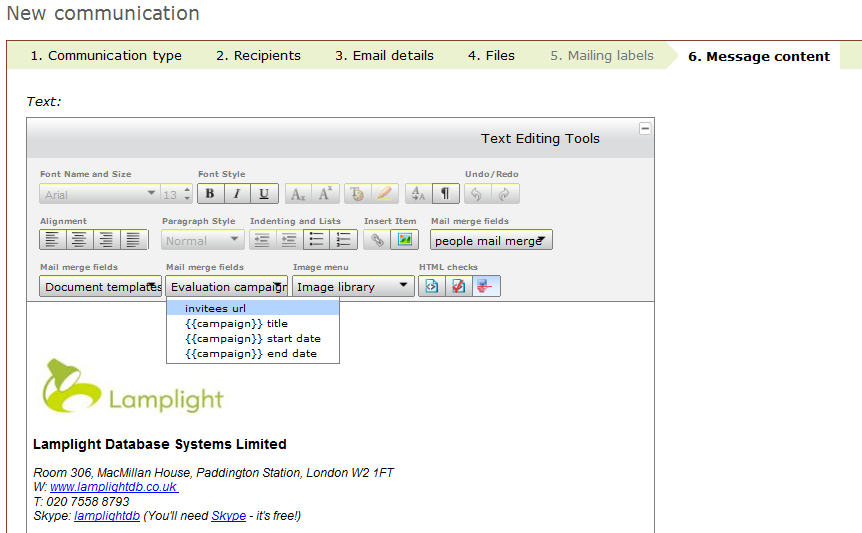 New communication
1. Communication type 2. Recipients 3. Email details 4. Files 5. Mailing labels 6. Message content
Text:
Text Editing Tools
Font Name and Size Font Style Undo/Redo
Arial 13 B I U
Alignment Paragraph Style Indenting and Lists Insert Item Mail merge fields
Normal people mail merge
Mail merge fields Mail merge fields Image menu HTML checks
Document templates Evaluation campaign Image library
invitees url
{{campaign}} title
{{campaign}} start date
{{campaign}} end date
Lamplight
Lamplight Database Systems Limited
Room 306, MacMillan House, Paddington Station, London W2 1FT
W: www.lamplightdb.co.uk
T: 020 7558 8793
Skype: lamplightdb (You'll need Skype - it's free!)